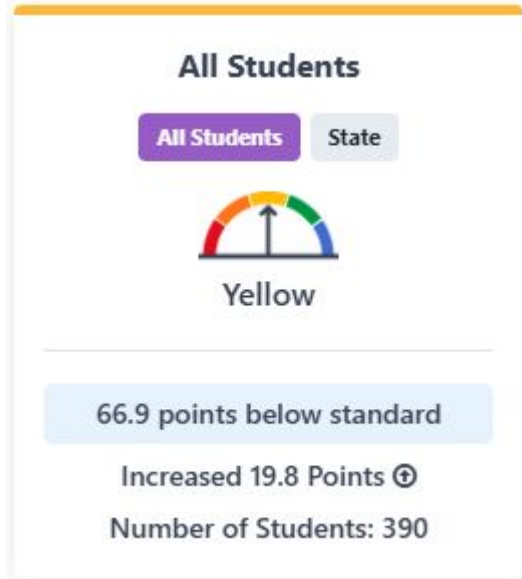 All Students
All Students State
Yellow
66.9 points below standard
Increased 19.8 Points
Number of Students: 390